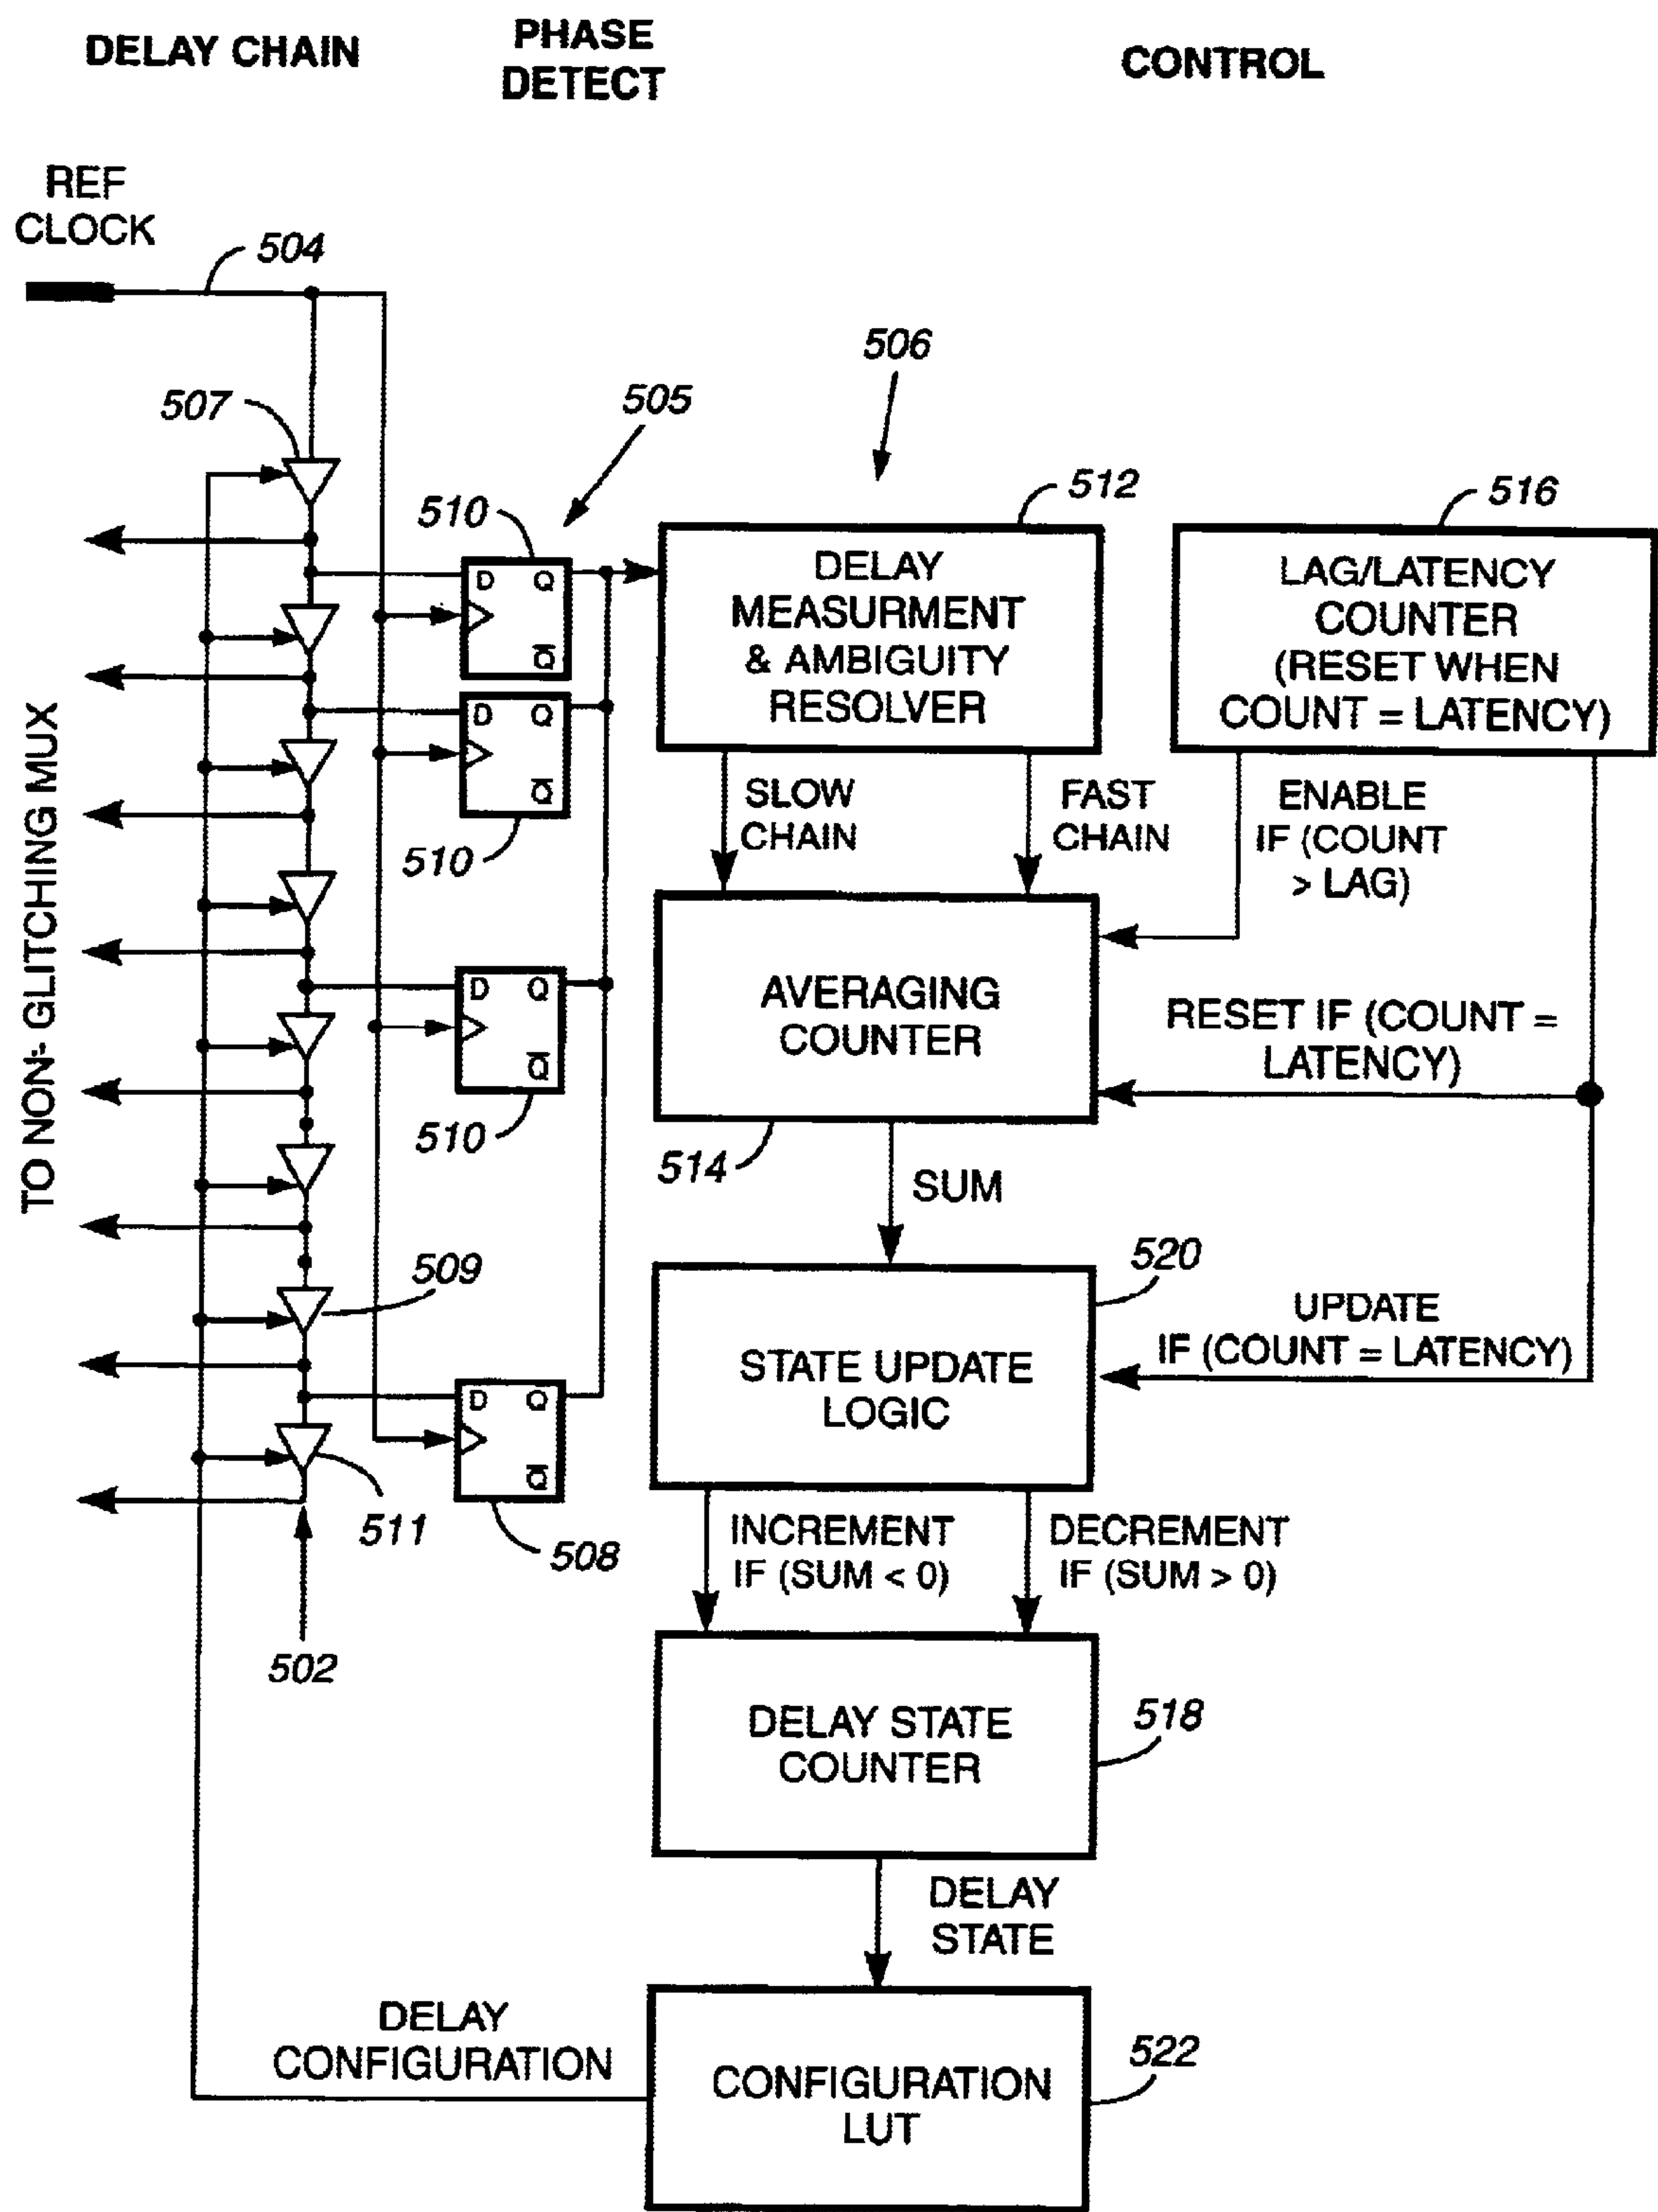 DELAY CHAIN
PHASE
DETECT
CONTROL
REF
CLOCK
504
506
507
505
510
512
516
D Q
Q̅
DELAY
MEASURMENT
& AMBIGUITY
RESOLVER
LAG/LATENCY
COUNTER
(RESET WHEN
COUNT = LATENCY)
D Q
Q̅
510
SLOW
CHAIN
FAST
CHAIN
ENABLE
IF (COUNT
> LAG)
TO NON- GLITCHING MUX
D Q
Q̅
510
AVERAGING
COUNTER
RESET IF (COUNT =
LATENCY)
514
SUM
509
520
STATE UPDATE
LOGIC
UPDATE
IF (COUNT = LATENCY)
D Q
Q̅
511
508
502
INCREMENT
IF (SUM < 0)
DECREMENT
IF (SUM > 0)
DELAY STATE
COUNTER
518
DELAY
STATE
DELAY
CONFIGURATION
CONFIGURATION
LUT
522